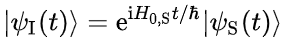 |ψ_I(t)⟩ = e^{iH_{0,S}t/ħ}|ψ_S(t)⟩